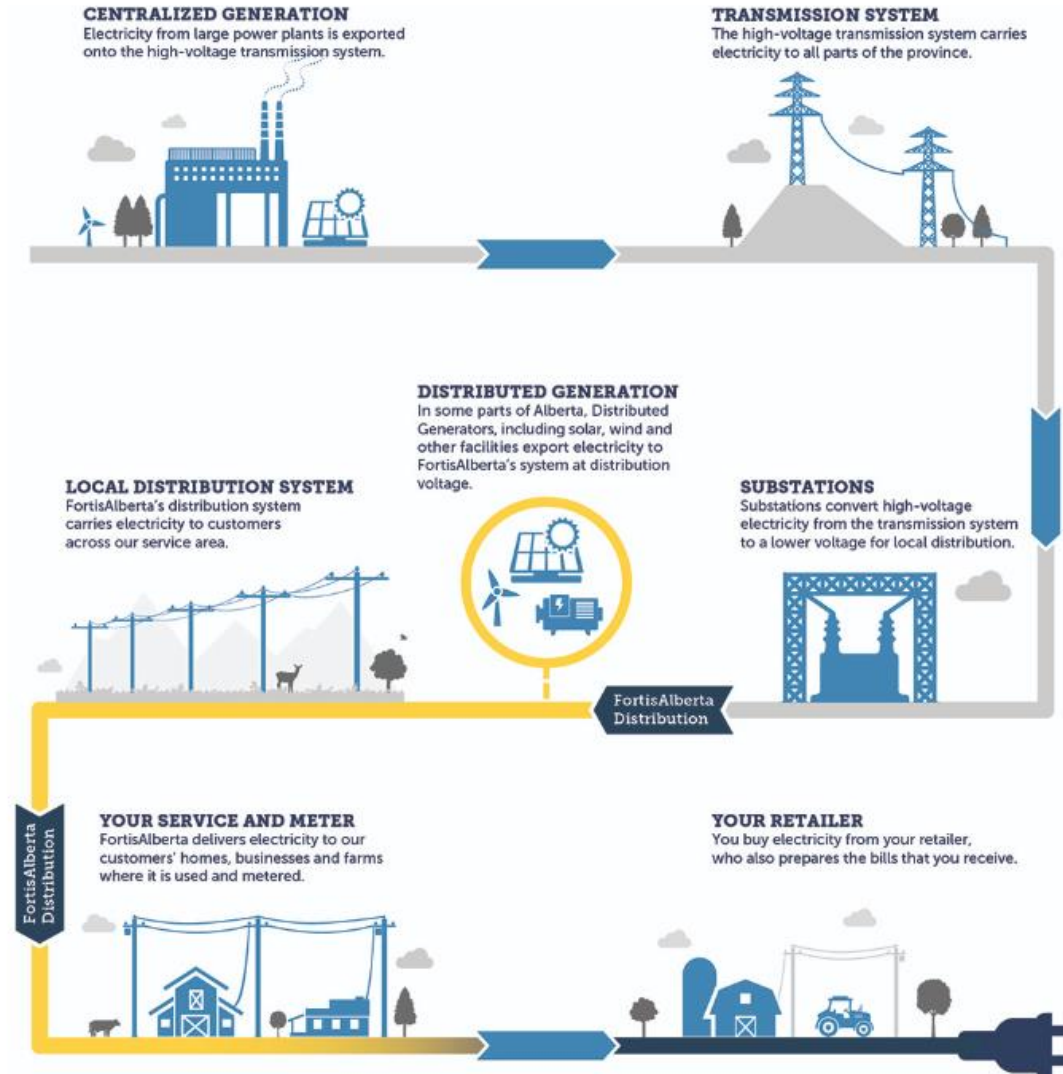 CENTRALIZED GENERATION
Electricity from large power plants is exported
onto the high-voltage transmission system.
TRANSMISSION SYSTEM
The high-voltage transmission system carries
electricity to all parts of the province.
DISTRIBUTED GENERATION
In some parts of Alberta, Distributed
Generators, including solar, wind and
other facilities export electricity to
FortisAlberta's system at distribution
voltage.
LOCAL DISTRIBUTION SYSTEM
FortisAlberta's distribution system
carries electricity to customers
across our service area.
SUBSTATIONS
Substations convert high-voltage
electricity from the transmission system
to a lower voltage for local distribution.
FortisAlberta
Distribution
FortisAlberta
Distribution
YOUR SERVICE AND METER
FortisAlberta delivers electricity to our
customers' homes, businesses and farms
where it is used and metered.
YOUR RETAILER
You buy electricity from your retailer,
who also prepares the bills that you receive.